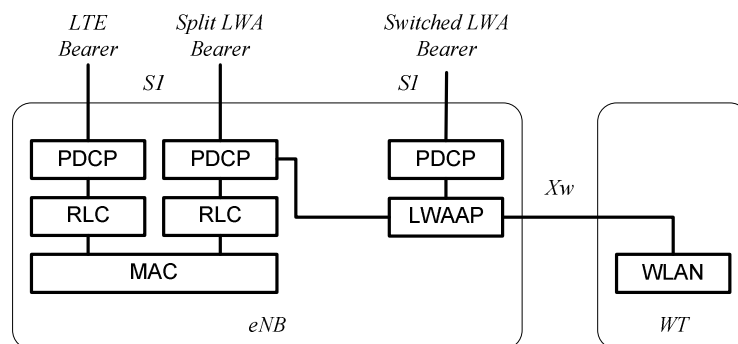 LTE Split LWA Switched LWA
Bearer Bearer Bearer
S1 S1
PDCP PDCP PDCP
Xw
RLC RLC LWAAP
MAC WLAN
eNB WT